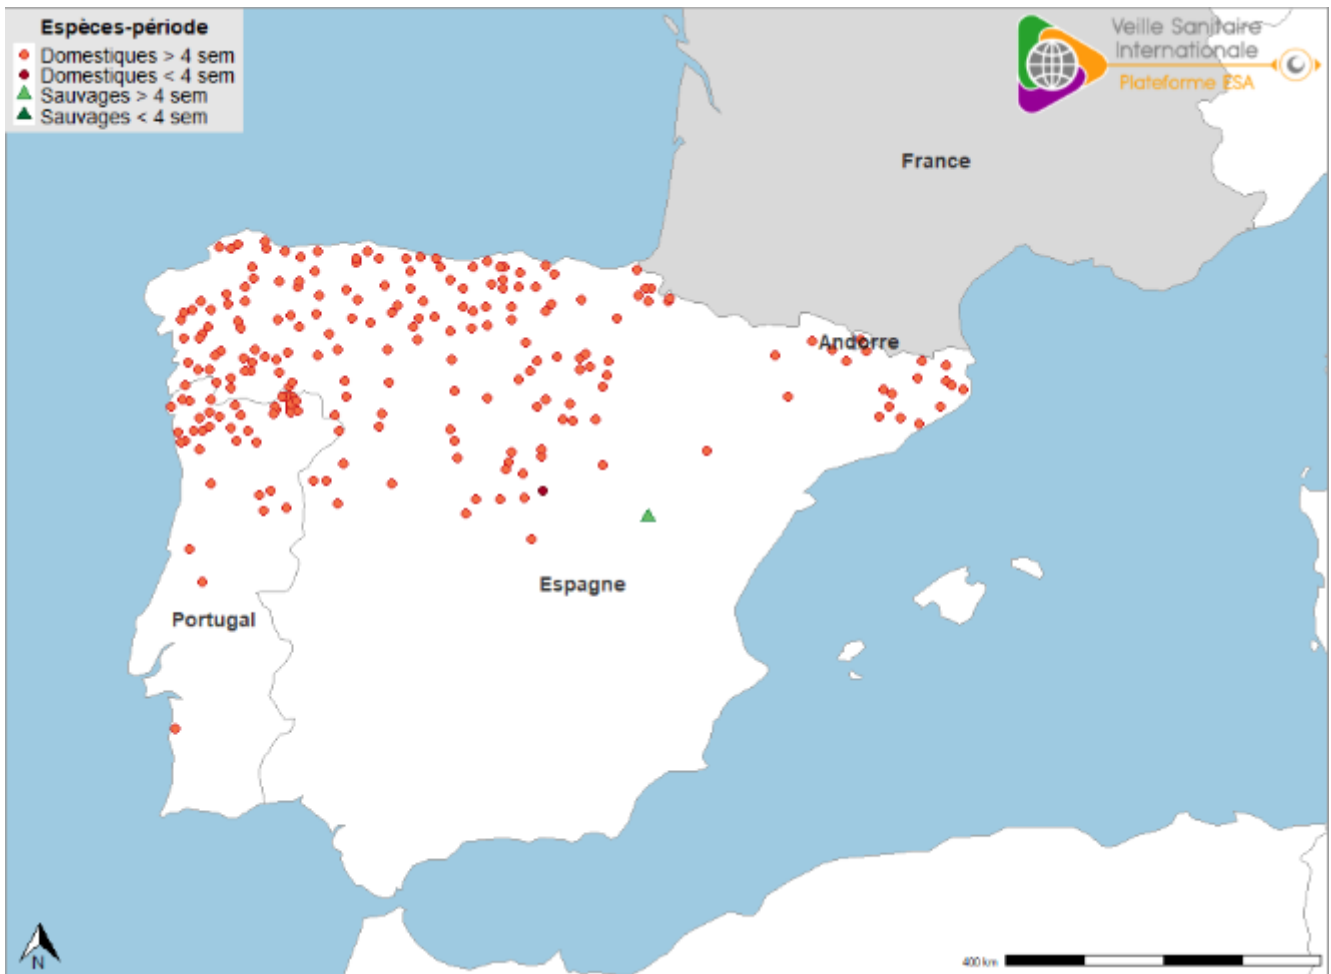 Espèces-période
Domestiques > 4 sem
Domestiques < 4 sem
Sauvages > 4 sem
Sauvages < 4 sem
Veille Sanitaire
Internationale
Plateforme ESA
France
Andorre
Espagne
Portugal
N
400 km